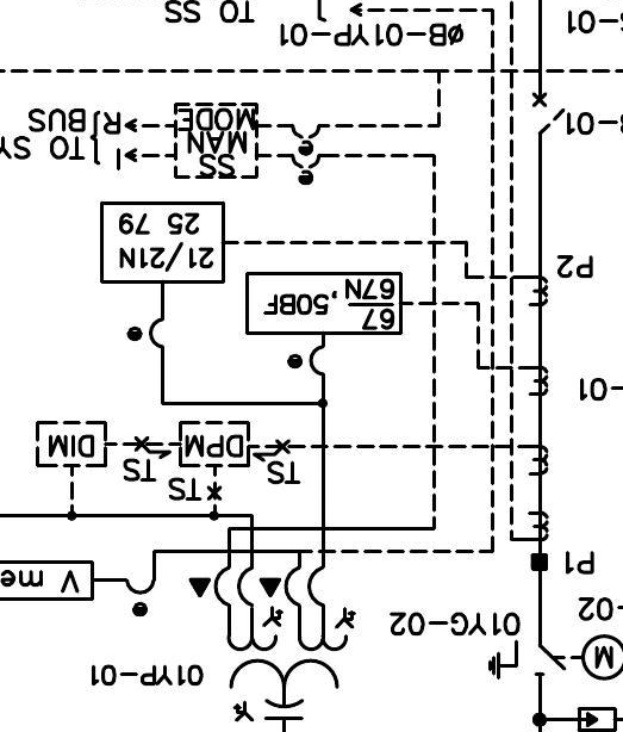 01YP-01
M
-02
01YG-02
V me
P1
TS
TS
TS
DPM
DIM
-01
67
67N, 50BF
21/21N
25 79
P2
SS
MAN
MODE
I
R
TO SY
BUS
-01
ØB-01YP-01
-01
TO SS